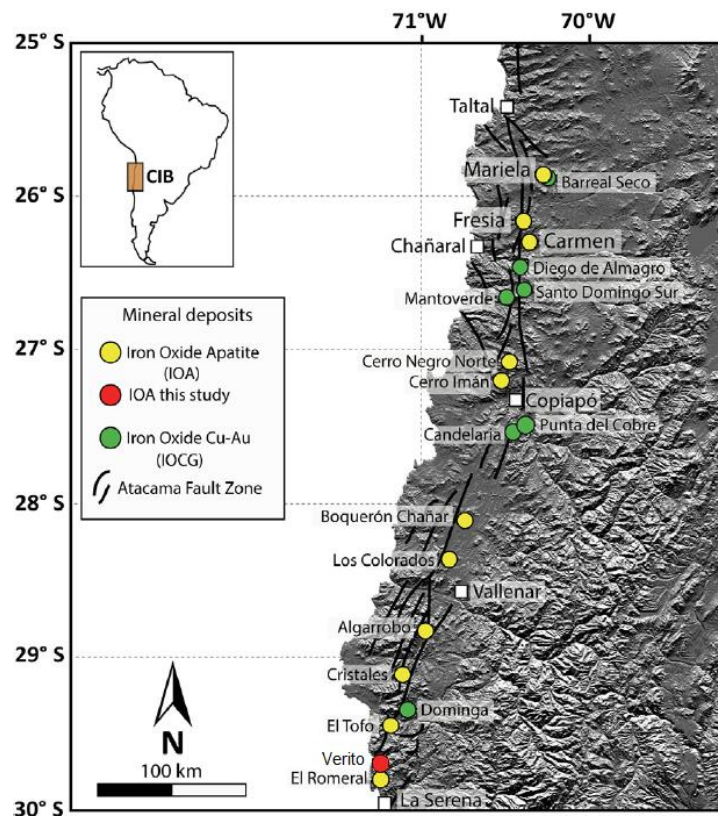 71°W
70°W
25° S
26° S
27° S
28° S
29° S
30° S
CIB
Mineral deposits
Iron Oxide Apatite
(IOA)
IOA this study
Iron Oxide Cu-Au
(IOCG)
Atacama Fault Zone
N
100 km
Taltal
Mariela
Barreal Seco
Fresia
Carmen
Chañaral
Diego de Almagro
Santo Domingo Sur
Mantoverde
Cerro Negro Norte
Cerro Imán
Copiapó
Punta del Cobre
Candelaria
Boquerón Chañar
Los Colorados
Vallenar
Algarrobo
Cristales
Dominga
El Tofo
Verito
El Romeral
La Serena